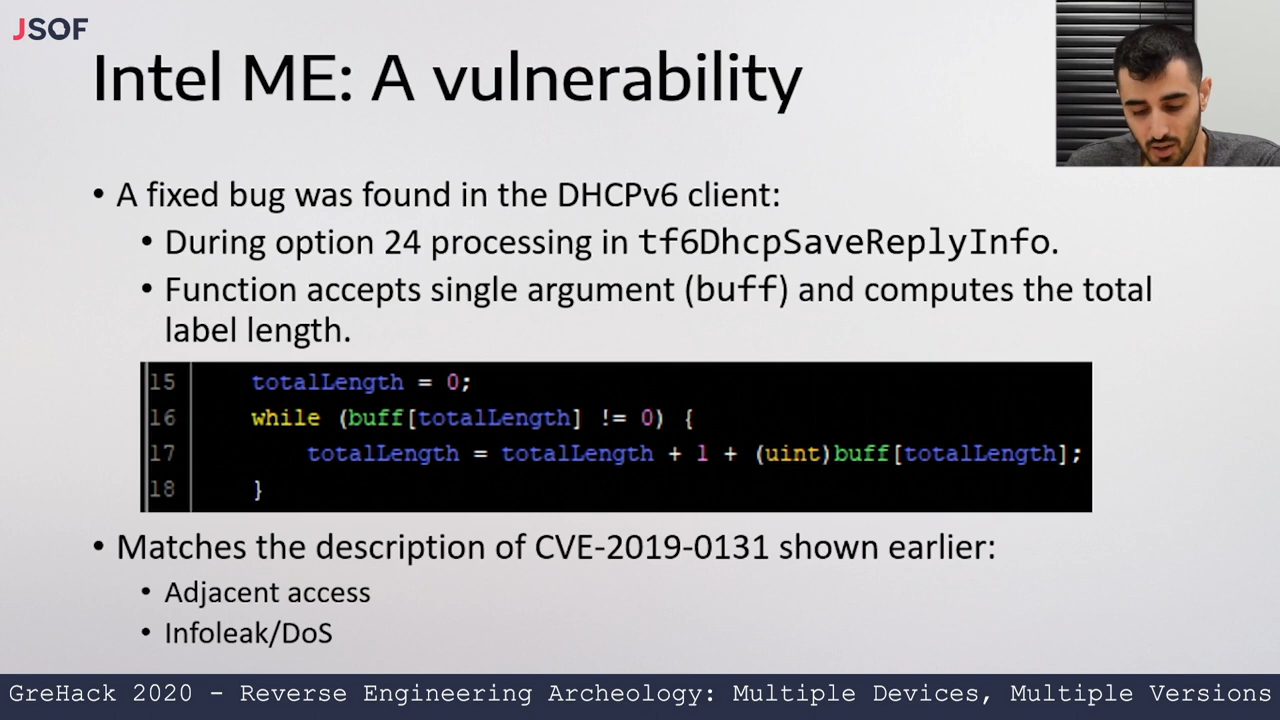 JSOF
Intel ME: A vulnerability
• A fixed bug was found in the DHCPv6 client:
• During option 24 processing in tf6DhcpSaveReplyInfo.
• Function accepts single argument (buff) and computes the total
label length.
15 totalLength = 0;
16 while (buff[totalLength] != 0) {
17 totalLength = totalLength + 1 + (uint)buff[totalLength];
18 }
• Matches the description of CVE-2019-0131 shown earlier:
• Adjacent access
• Infoleak/DoS
GreHack 2020 - Reverse Engineering Archeology: Multiple Devices, Multiple Versions